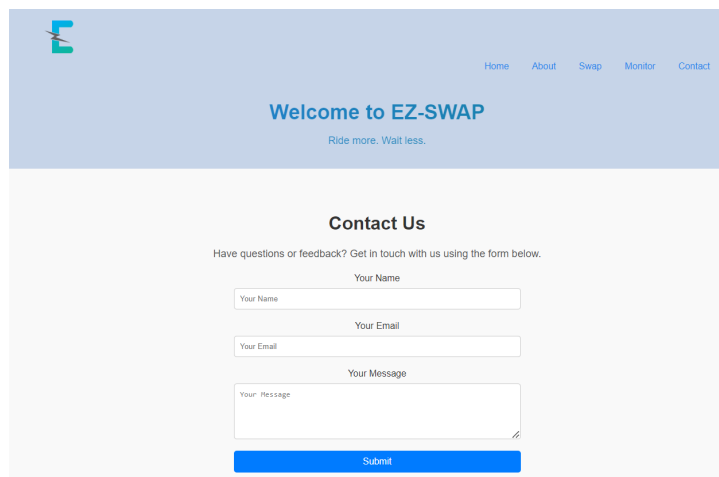 E
Home About Swap Monitor Contact
Welcome to EZ-SWAP
Ride more. Wait less.
Contact Us
Have questions or feedback? Get in touch with us using the form below.
Your Name
Your Name
Your Email
Your Email
Your Message
Your Message
Submit